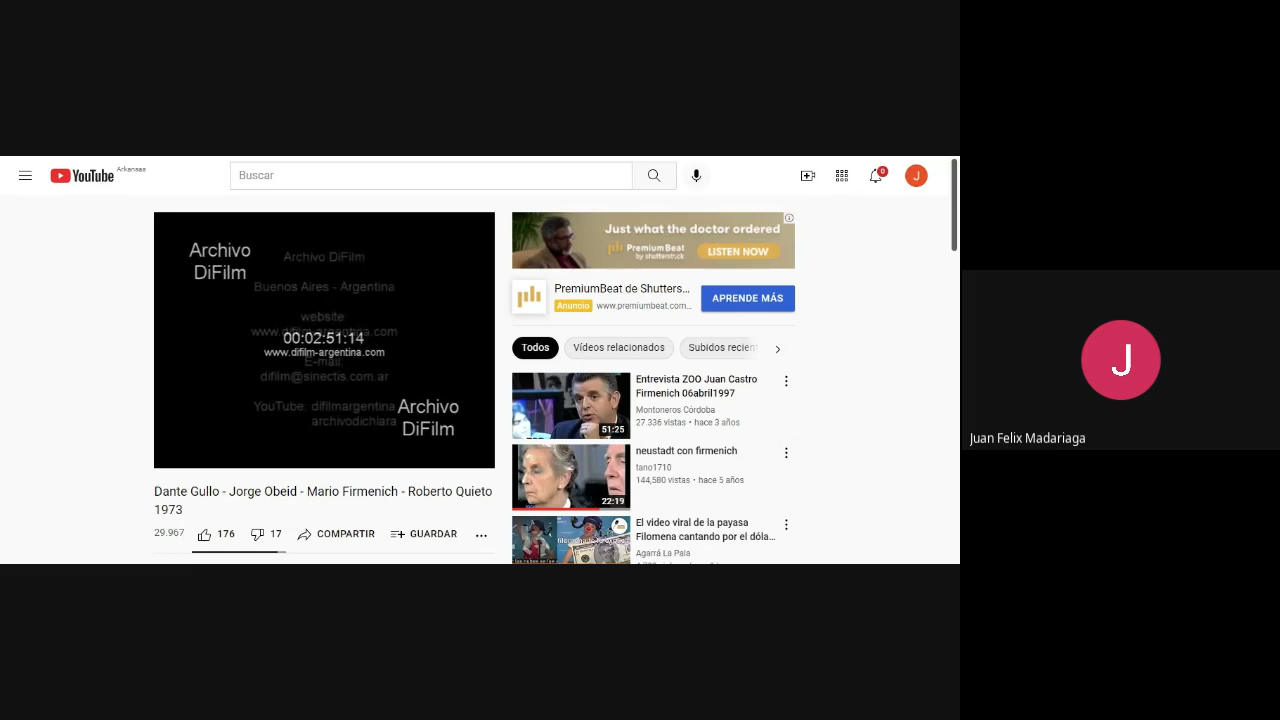 YouTube
Arkansas
Buscar
0
J
Archivo
DiFilm
Archivo DiFilm
Buenos Aires - Argentina
website:
www.difilm-argentina.com
00:02:51:14
www.difilm-argentina.com
E-mail:
difilm@sinectis.com.ar
YouTube: difilmargentina
archivodichiara
Archivo
DiFilm
Dante Gullo - Jorge Obeid - Mario Firmenich - Roberto Quieto
1973
29.967
176
17
COMPARTIR
GUARDAR
Just what the doctor ordered
PremiumBeat
by shutterstock
LISTEN NOW
PremiumBeat de Shutters...
Anuncio
www.premiumbeat.com...
APRENDE MÁS
Todos
Vídeos relacionados
Subidos recien
51:25
Entrevista ZOO Juan Castro
Firmenich 06abril1997
Montoneros Córdoba
27.336 vistas • hace 3 años
22:19
neustadt con firmenich
tano1710
144,580 vistas • hace 5 años
El video viral de la payasa
Filomena cantando por el dóla...
Agarrá La Pala
J
Juan Felix Madariaga